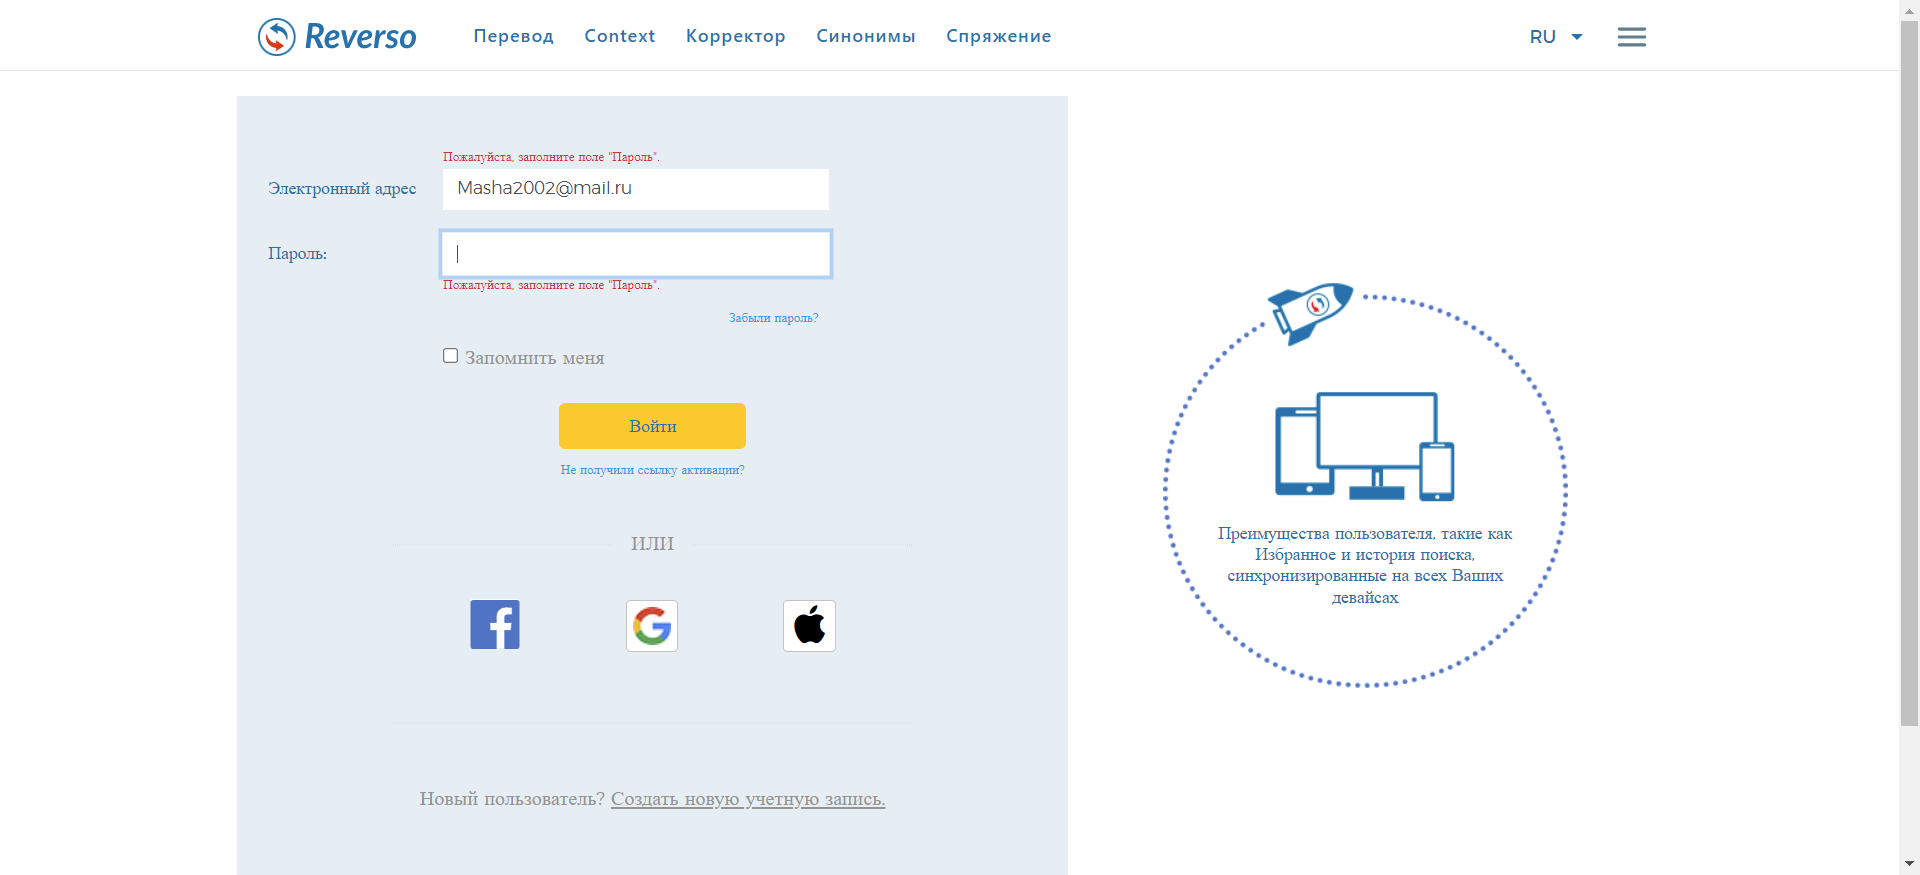 Reverso
Перевод Context Корректор Синонимы Спряжение
RU
Пожалуйста, заполните поле "Пароль".
Электронный адрес
Masha2002@mail.ru
Пароль:
Пожалуйста, заполните поле "Пароль".
Забыли пароль?
Запомнить меня
Войти
Не получили ссылку активации?
ИЛИ
Новый пользователь? Создать новую учетную запись.
Преимущества пользователя, такие как
Избранное и история поиска,
синхронизированные на всех Ваших
девайсах